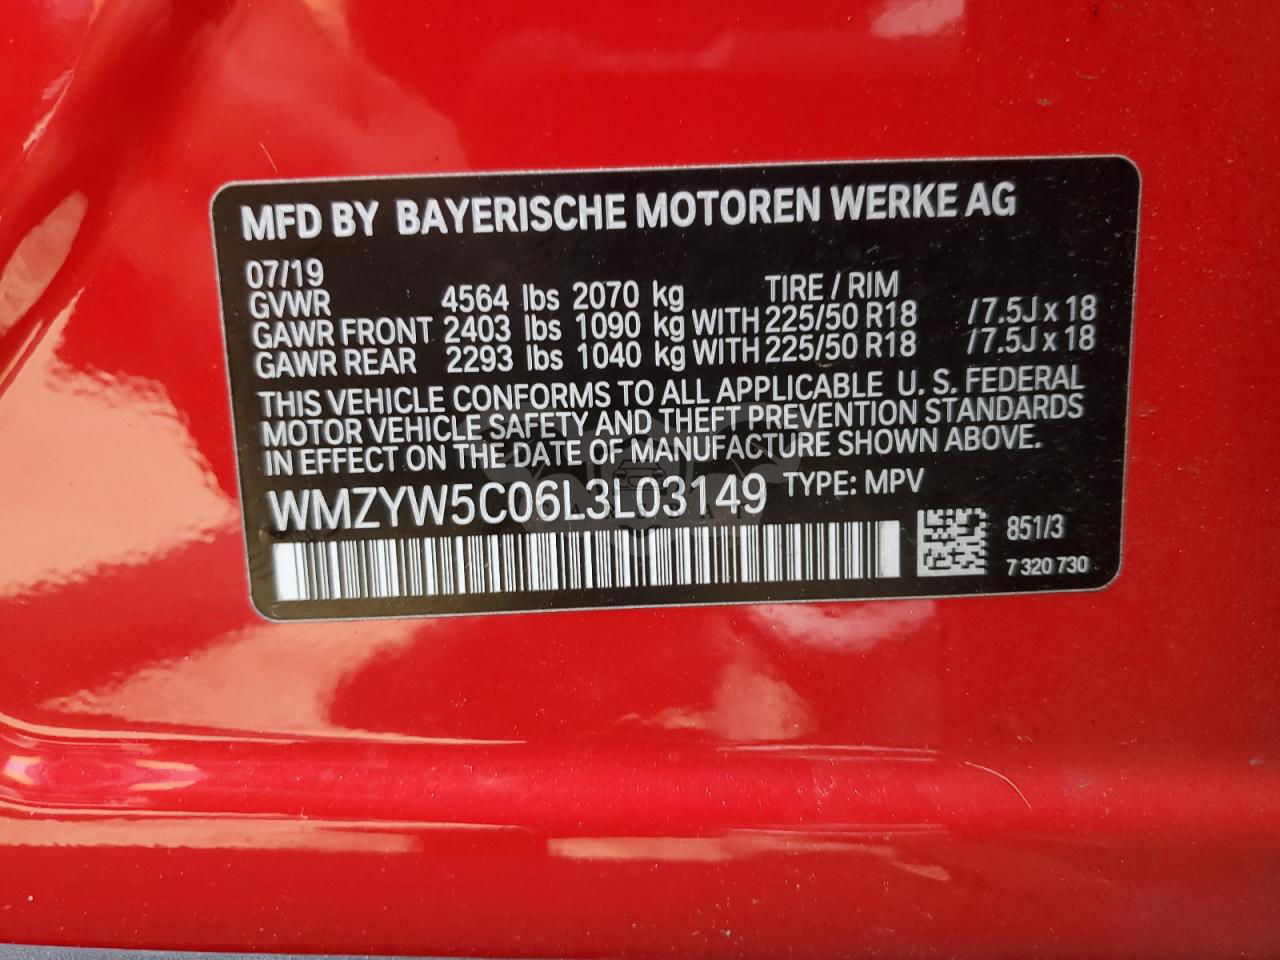 MFD BY BAYERISCHE MOTOREN WERKE AG
07/19 TIRE / RIM
GVWR 4564 lbs 2070 kg
GAWR FRONT 2403 lbs 1090 kg WITH 225/50 R18 /7.5J x 18
GAWR REAR 2293 lbs 1040 kg WITH 225/50 R18 /7.5J x 18
THIS VEHICLE CONFORMS TO ALL APPLICABLE U. S. FEDERAL
MOTOR VEHICLE SAFETY AND THEFT PREVENTION STANDARDS
IN EFFECT ON THE DATE OF MANUFACTURE SHOWN ABOVE.
WMZYW5C06L3L03149 TYPE: MPV
851/3
7 320 730